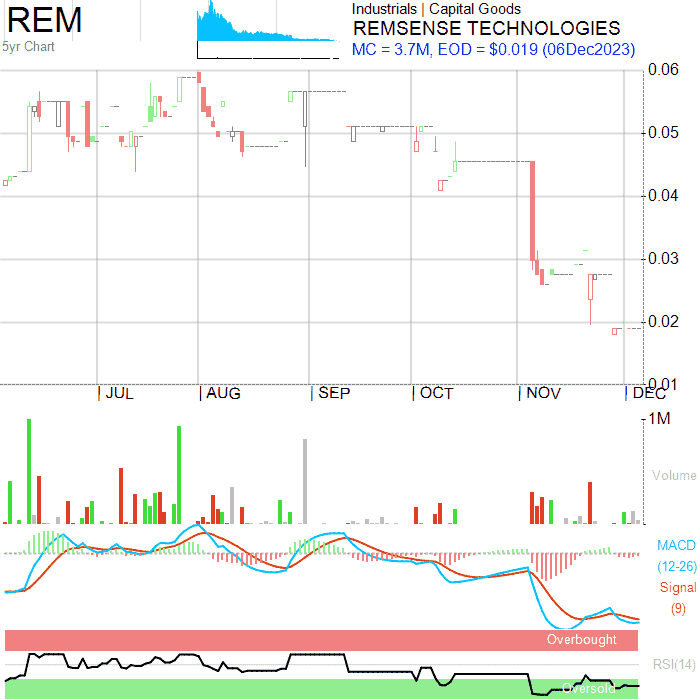 REM
5yr Chart
Industrials | Capital Goods
REMSENSE TECHNOLOGIES
MC = 3.7M, EOD = $0.019 (06Dec2023)
0.06
0.05
0.04
0.03
0.02
0.01
JUL AUG SEP OCT NOV DEC
1M
Volume
MACD
(12-26)
Signal
(9)
Overbought
RSI(14)
Oversold